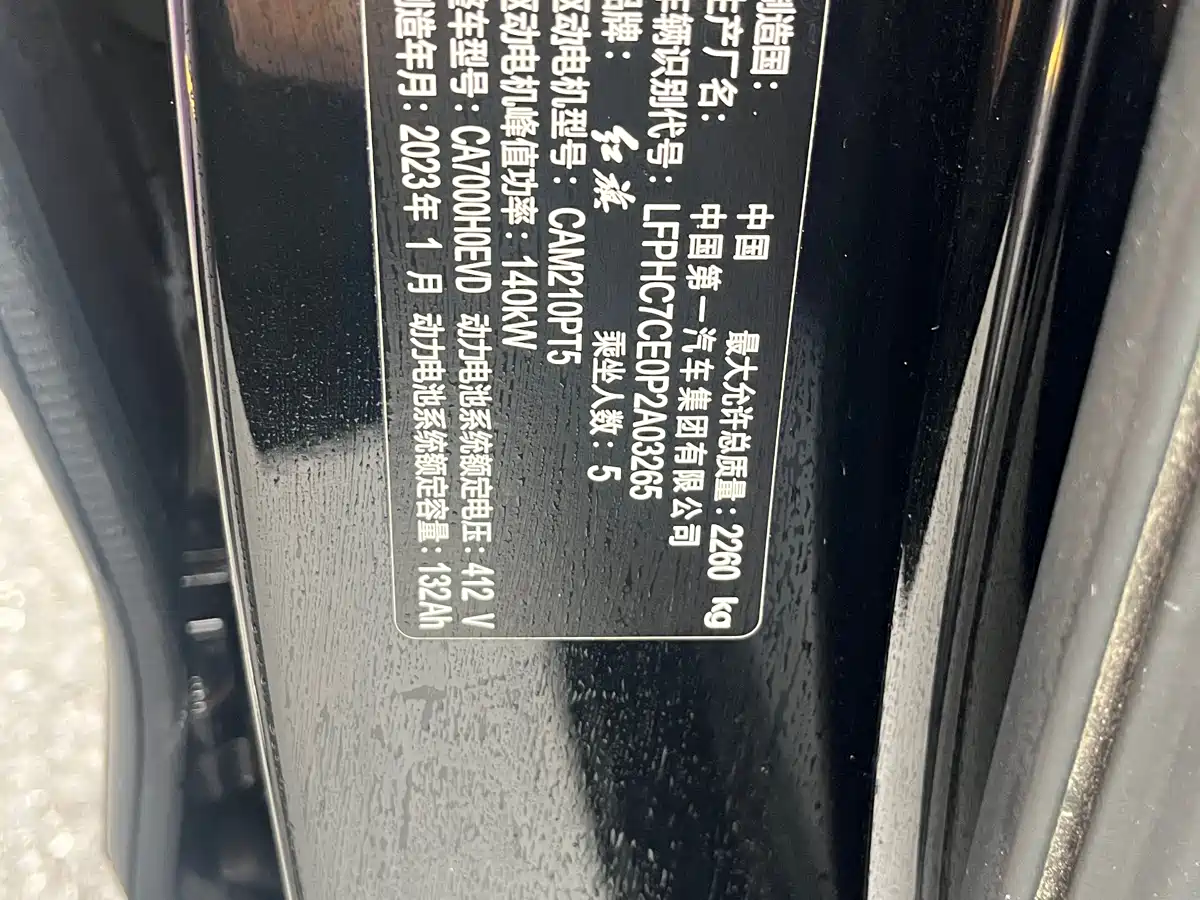 制造国： 中国 最大允许总质量：2260 kg
生产厂名： 中国第一汽车集团有限公司
车辆识别代号：LFPHC7CE0P2A03265
品牌： 红旗 乘坐人数：5
驱动电机型号：CAM210PT5
驱动电机峰值功率：140kW
整车型号：CA7000H0EVD 动力电池系统额定电压：412 V
制造年月：2023年 1 月 动力电池系统额定容量：132Ah